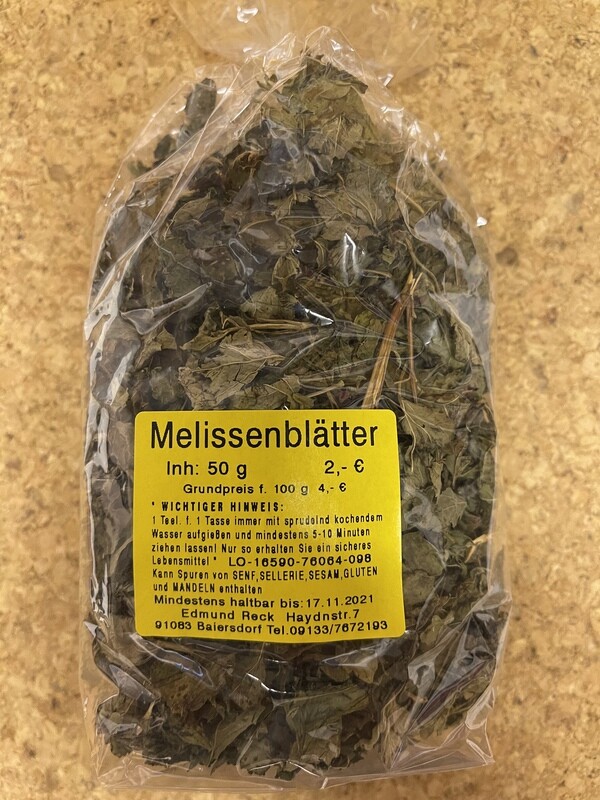 Melissenblätter
Inh: 50 g 2,- €
Grundpreis f. 100 g 4,- €
" WICHTIGER HINWEIS:
1 Teel. f. 1 Tasse immer mit sprudelnd kochendem
Wasser aufgießen und mindestens 5-10 Minuten
ziehen lassen! Nur so erhalten Sie ein sicheres
Lebensmittel " LO-16590-76064-098
Kann Spuren von SENF,SELLERIE,SESAM,GLUTEN
und MANDELN enthalten
Mindestens haltbar bis: 17.11.2021
Edmund Reck Haydnstr.7
91083 Baiersdorf Tel.09133/7672193